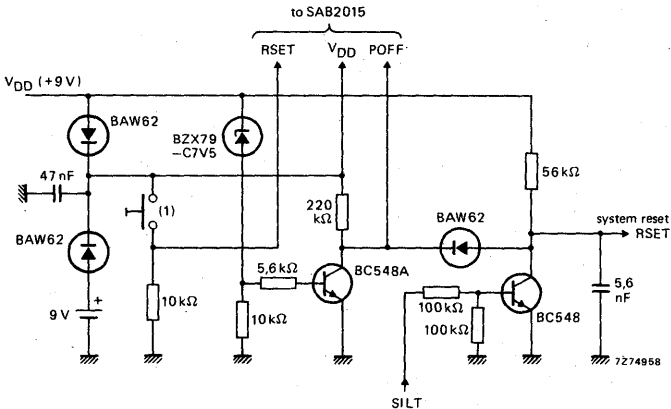 to SAB2015
RSET
VDD
POFF
VDD (+9 V)
BAW62
BZX79
-C7V5
47 nF
(1)
220
kΩ
56 kΩ
BAW62
system reset
RSET
BAW62
5,6 kΩ
BC548A
9 V
+
10 kΩ
10 kΩ
100 kΩ
100 kΩ
BC548
5,6
nF
7Z74958
SILT